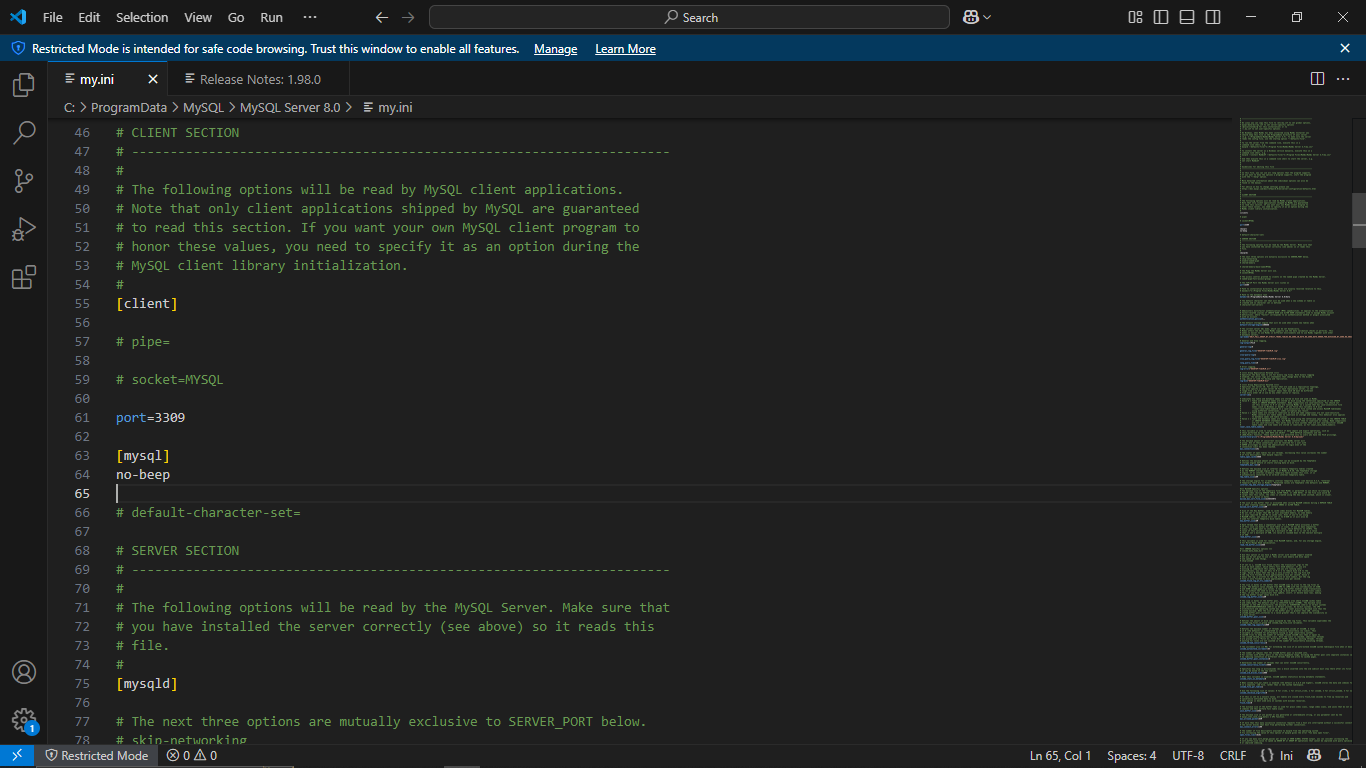 File Edit Selection View Go Run ··· Search
Restricted Mode is intended for safe code browsing. Trust this window to enable all features. Manage Learn More
my.ini Release Notes: 1.98.0
C: > ProgramData > MySQL > MySQL Server 8.0 > my.ini
46 # CLIENT SECTION
47 # ----------------------------------------------------------------------
48 #
49 # The following options will be read by MySQL client applications.
50 # Note that only client applications shipped by MySQL are guaranteed
51 # to read this section. If you want your own MySQL client program to
52 # honor these values, you need to specify it as an option during the
53 # MySQL client library initialization.
54 #
55 [client]
56
57 # pipe=
58
59 # socket=MYSQL
60
61 port=3309
62
63 [mysql]
64 no-beep
65
66 # default-character-set=
67
68 # SERVER SECTION
69 # ----------------------------------------------------------------------
70 #
71 # The following options will be read by the MySQL Server. Make sure that
72 # you have installed the server correctly (see above) so it reads this
73 # file.
74 #
75 [mysqld]
76
77 # The next three options are mutually exclusive to SERVER_PORT below.
78 # skip-networking
1
Restricted Mode 0 0 Ln 65, Col 1 Spaces: 4 UTF-8 CRLF {} Ini